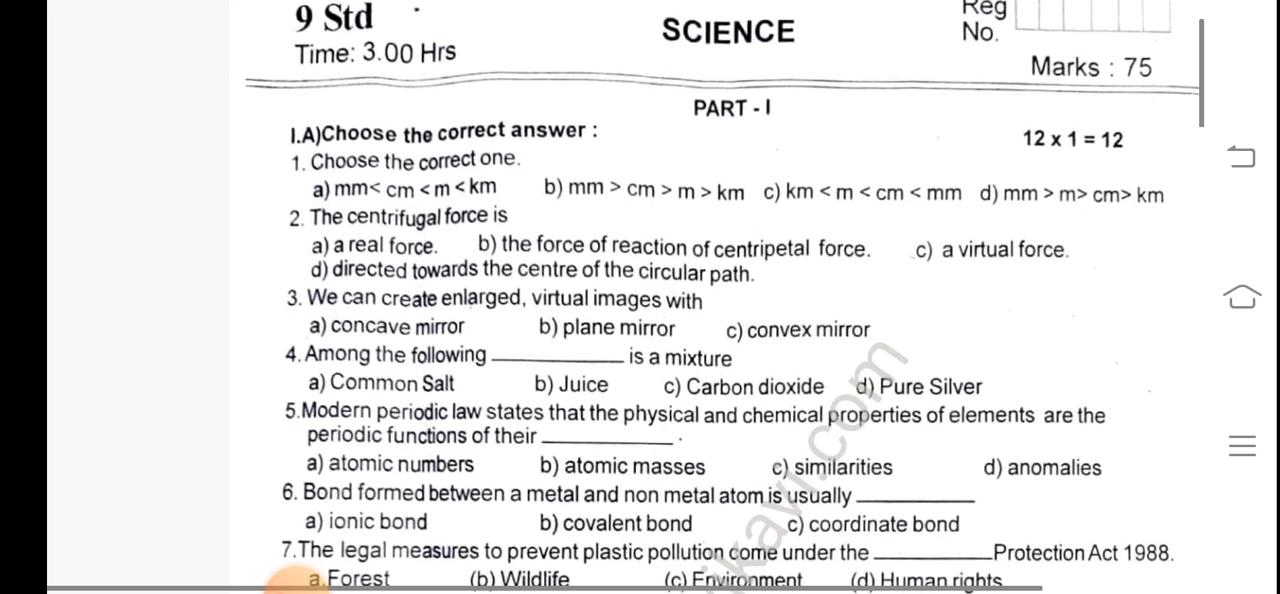 9 Std
SCIENCE
Reg
No.
Time: 3.00 Hrs
Marks : 75
PART - I
I.A)Choose the correct answer :
12 x 1 = 12
1. Choose the correct one.
a) mm< cm < m < km b) mm > cm > m > km c) km < m < cm < mm d) mm > m> cm> km
2. The centrifugal force is
a) a real force. b) the force of reaction of centripetal force. c) a virtual force.
d) directed towards the centre of the circular path.
3. We can create enlarged, virtual images with
a) concave mirror b) plane mirror c) convex mirror
4. Among the following ____________ is a mixture
a) Common Salt b) Juice c) Carbon dioxide d) Pure Silver
5.Modern periodic law states that the physical and chemical properties of elements are the
periodic functions of their ____________ .
a) atomic numbers b) atomic masses c) similarities d) anomalies
6. Bond formed between a metal and non metal atom is usually ___________
a) ionic bond b) covalent bond c) coordinate bond
7.The legal measures to prevent plastic pollution come under the ___________Protection Act 1988.
a.Forest (b) Wildlife (c) Environment (d) Human rights